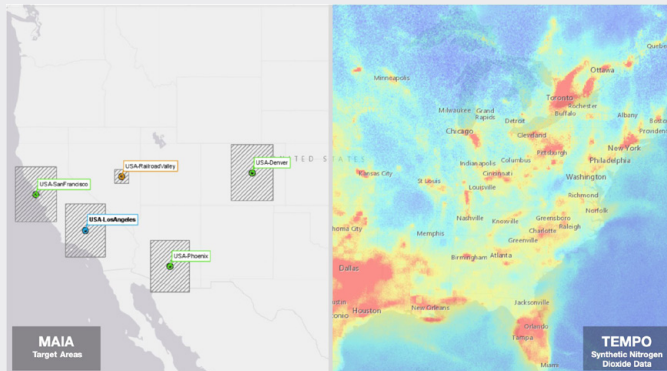 USA-SanFrancisco
USA-RailroadValley
USA-Denver
USA-LosAngeles
USA-Phoenix
UNITED STATES
MAIA
Target Areas
Quebec
Ottawa
Minneapolis
Toronto
Rochester
Buffalo
Albany
Milwaukee
Grand
Rapids
Detroit
Chicago
Cleveland
Providence
New York
Pittsburgh
Philadelphia
Indianapolis
Columbus
Kansas City
St Louis
Cincinnati
Washington
Louisville
Richmond
Norfolk
Nashville
Knoxville
Greensboro
Raleigh
Charlotte
Memphis
Greenville
Birmingham
Atlanta
Dallas
Jacksonville
Houston
New Orleans
Orlando
Tampa
Miami
TEMPO
Synthetic Nitrogen
Dioxide Data